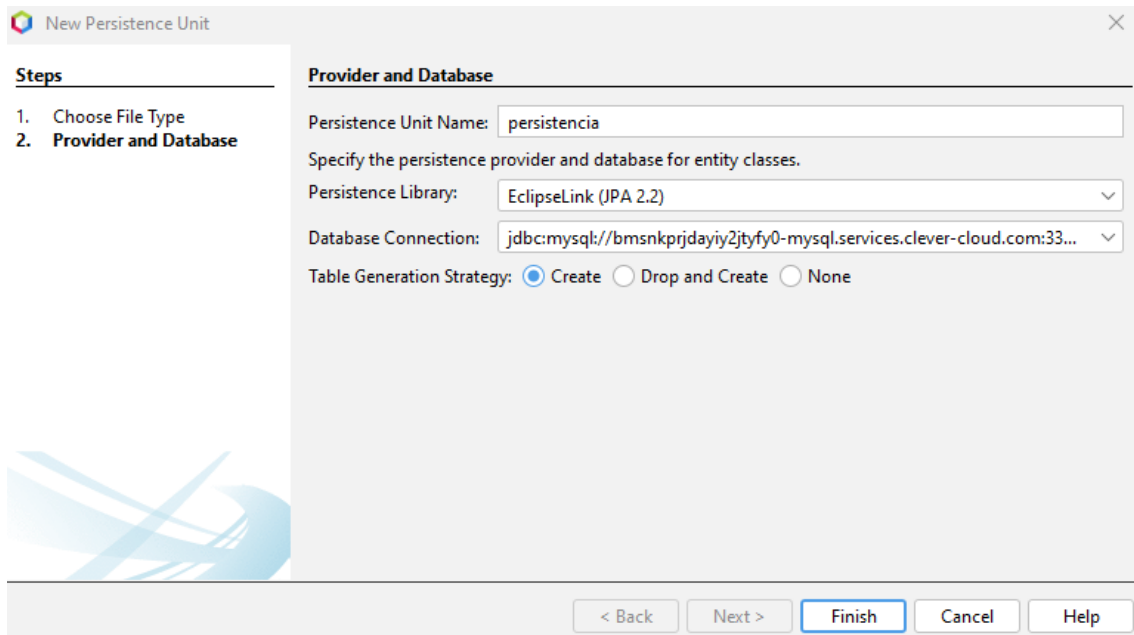 New Persistence Unit
Steps
1. Choose File Type
2. Provider and Database
Provider and Database
Persistence Unit Name: persistencia
Specify the persistence provider and database for entity classes.
Persistence Library: EclipseLink (JPA 2.2)
Database Connection: jdbc:mysql://bmsnkprjdayiy2jtyfy0-mysql.services.clever-cloud.com:33...
Table Generation Strategy: Create Drop and Create None
< Back Next > Finish Cancel Help